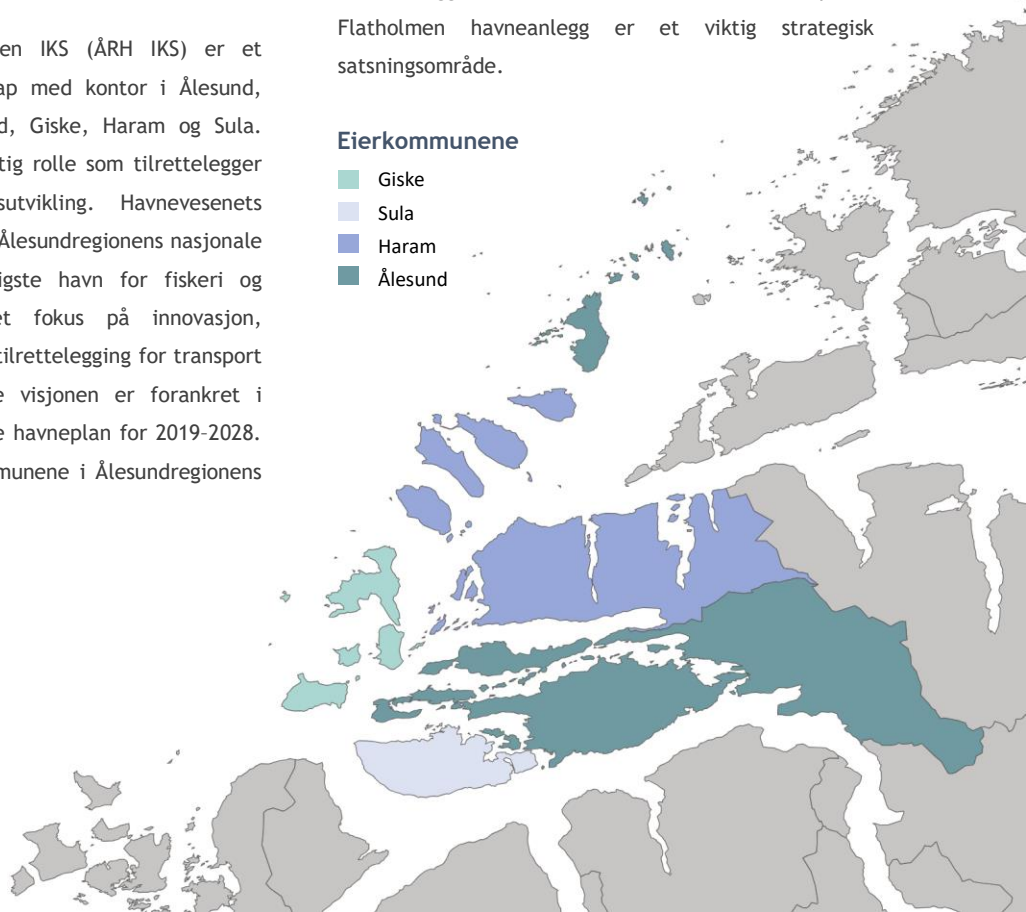 en IKS (ÅRH IKS) er et
ap med kontor i Ålesund,
d, Giske, Haram og Sula.
tig rolle som tilrettelegger
sutvikling. Havnevesenets
Ålesundregionens nasjonale
igste havn for fiskeri og
et fokus på innovasjon,
tilrettelegging for transport
e visjonen er forankret i
e havneplan for 2019-2028.
munene i Ålesundregionens
Flatholmen havneanlegg er et viktig strategisk
satsningsområde.
Eierkommunene
Giske
Sula
Haram
Ålesund